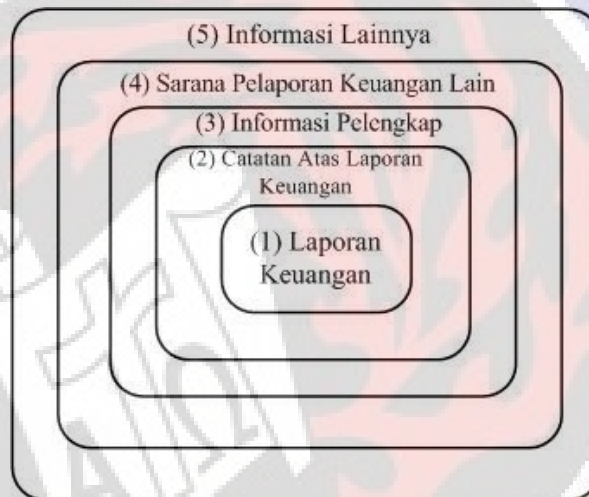 (5) Informasi Lainnya
(4) Sarana Pelaporan Keuangan Lain
(3) Informasi Pelengkap
(2) Catatan Atas Laporan
Keuangan
(1) Laporan
Keuangan